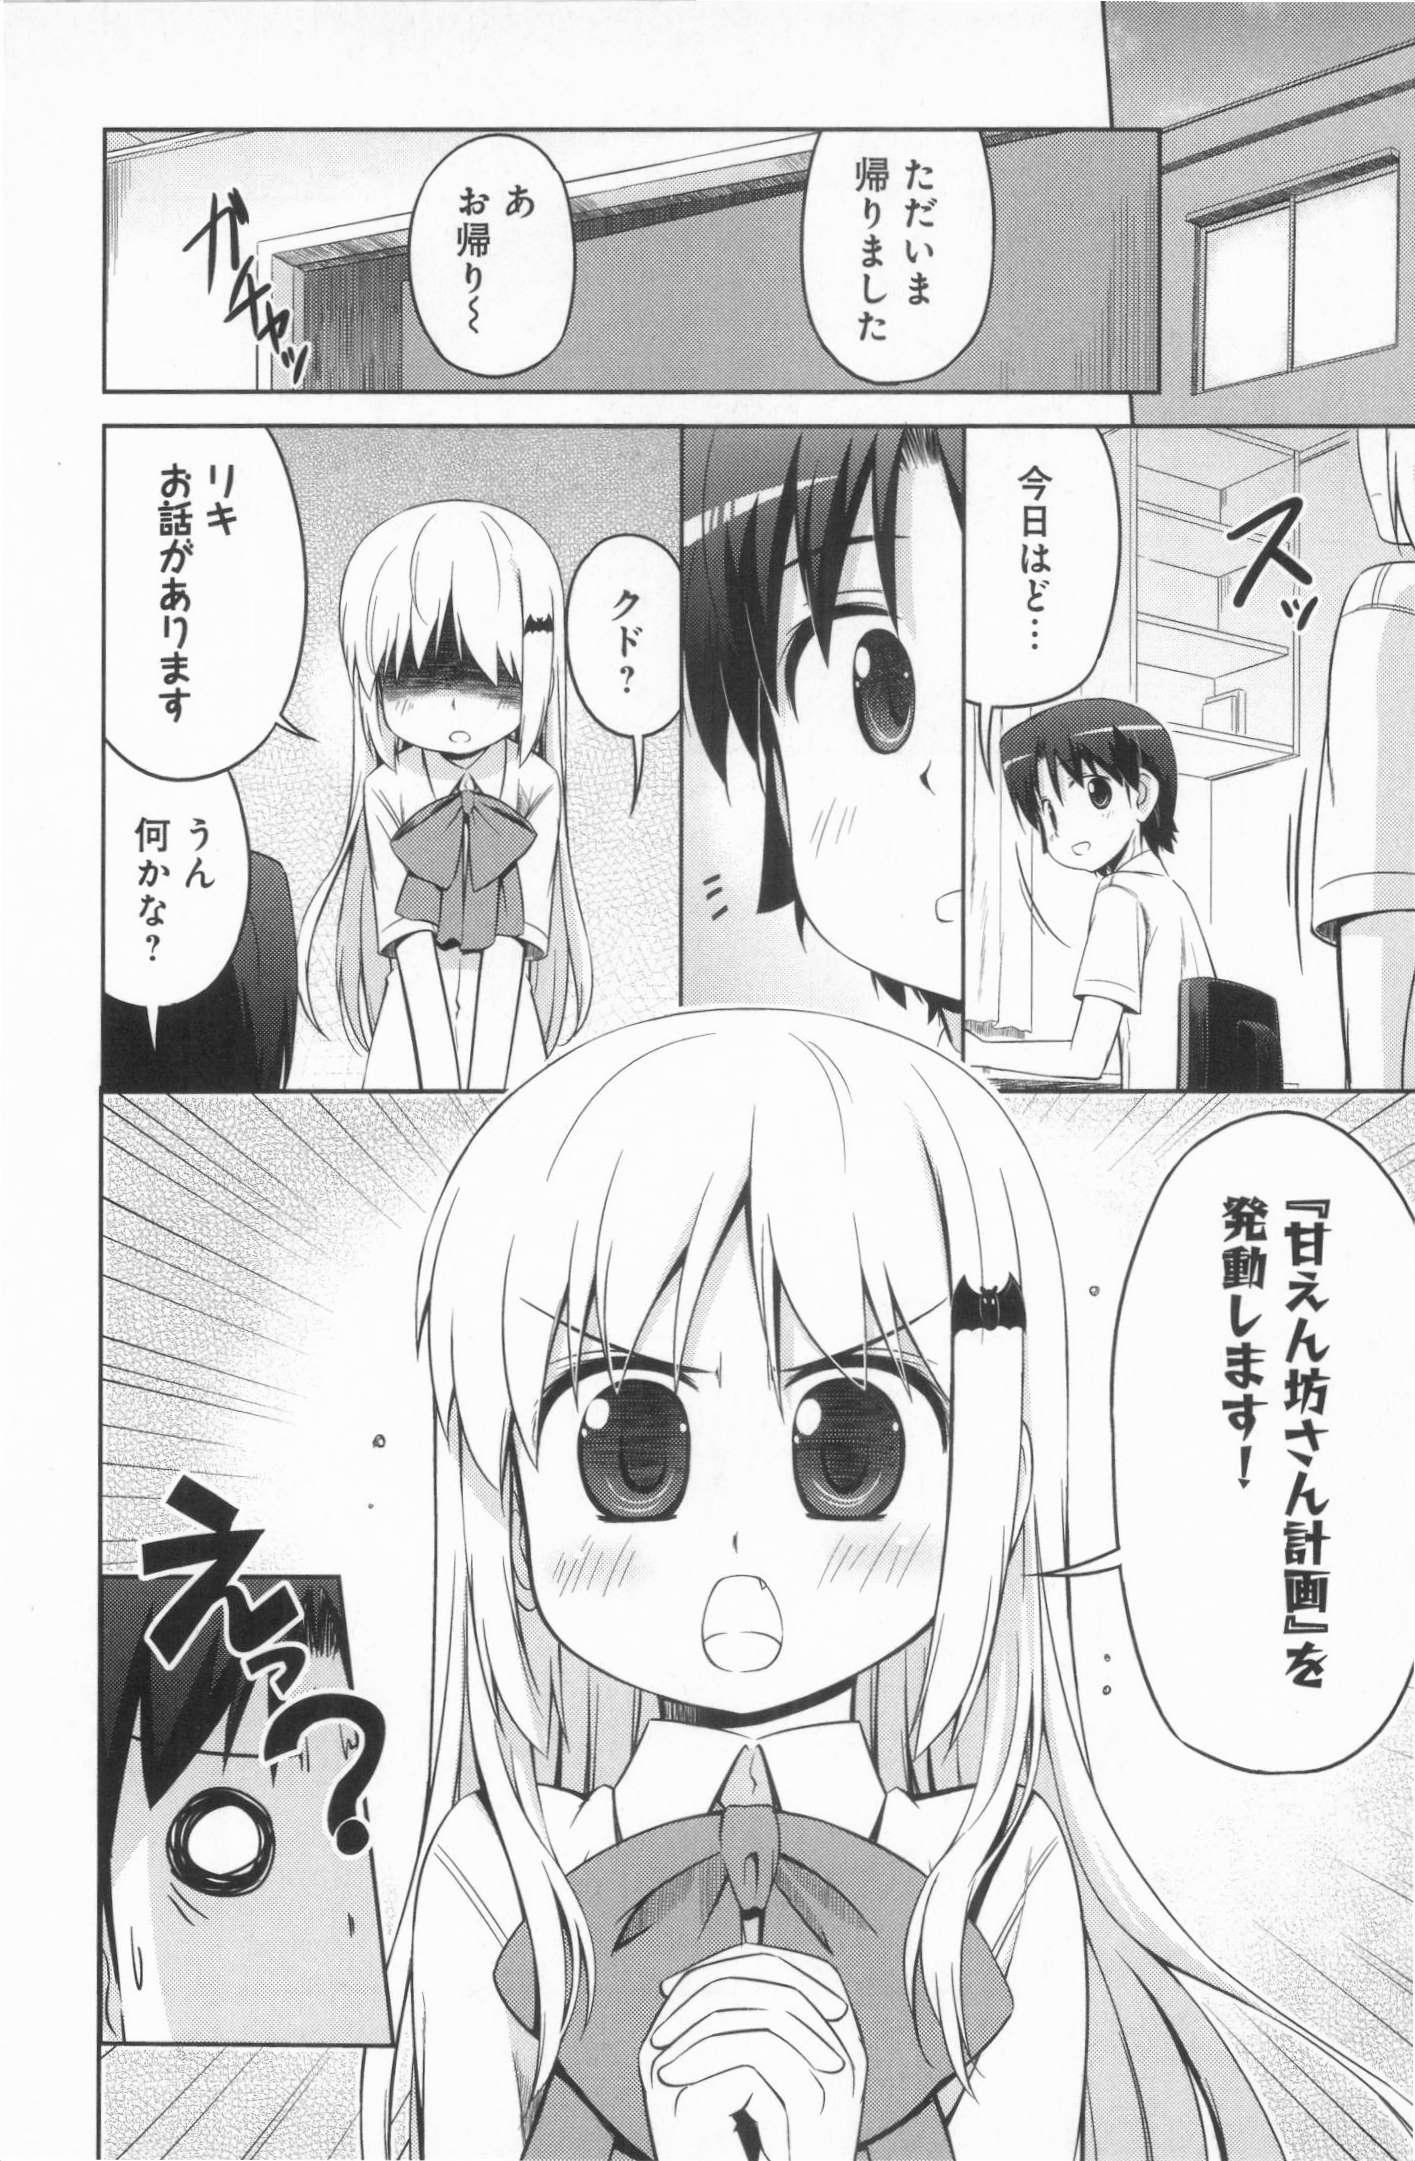 ただいま
帰りました
あ
お帰り～
ガチャッ
スッ
今日はど…
クド？
リキ
お話があります
うん
何かな？
『甘えん坊さん計画』を
発動します！
えっ？